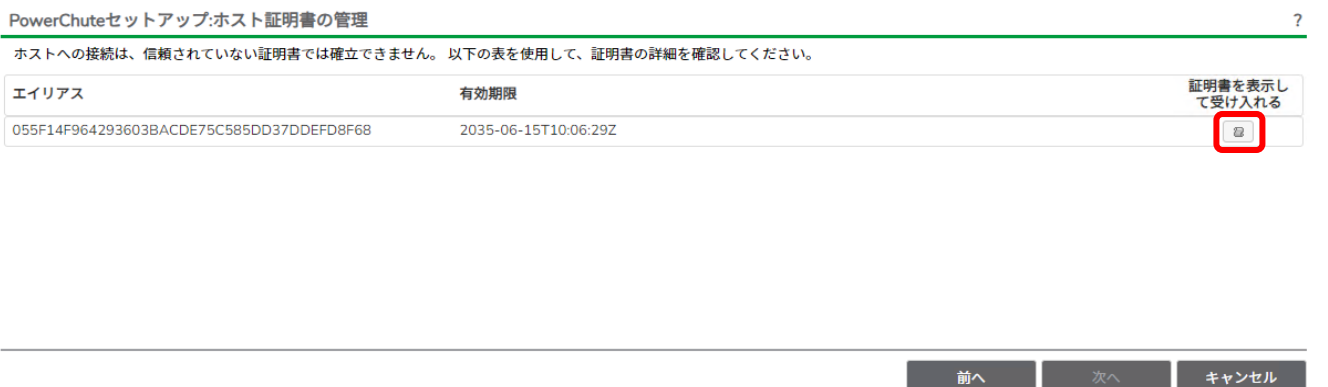 PowerChuteセットアップ:ホスト証明書の管理 ?
ホストへの接続は、信頼されていない証明書では確立できません。 以下の表を使用して、証明書の詳細を確認してください。
エイリアス 有効期限 証明書を表示し
て受け入れる
055F14F964293603BACDE75C585DD37DDEFD8F68 2035-06-15T10:06:29Z
前へ 次へ キャンセル